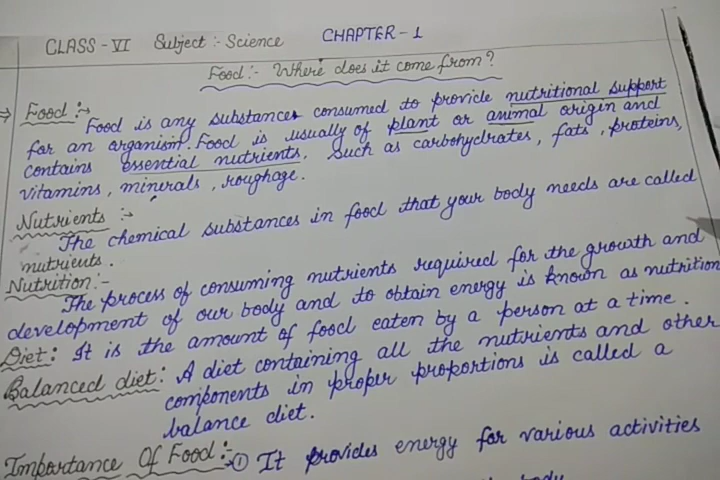 CLASS - VI Subject :- Science CHAPTER - 1
Food :- Where does it come from?
Food :-
Food is any substances consumed to provide nutritional support
for an organism. Food is usually of plant or animal origin and
contains essential nutrients. Such as carbohydrates, fats, proteins,
vitamins, minerals, roughage.
Nutrients :-
The chemical substances in food that your body needs are called
nutrients.
Nutrition :-
The process of consuming nutrients required for the growth and
development of our body and to obtain energy is known as nutrition
Diet : It is the amount of food eaten by a person at a time.
Balanced diet : A diet containing all the nutrients and other
components in proper proportions is called a
balance diet.
Importance Of Food :- ① It provides energy for various activities
body